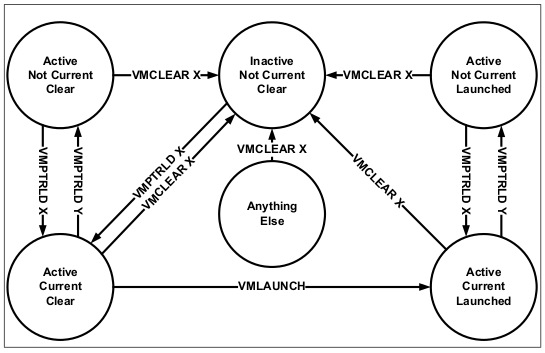 Active
Not Current
Clear
VMCLEAR X
Inactive
Not Current
Clear
VMCLEAR X
Active
Not Current
Launched
VMPTRLD X
VMPTRLD Y
VMPTRLD X
VMCLEAR X
VMCLEAR X
Anything
Else
VMCLEAR X
VMPTRLD X
VMPTRLD Y
Active
Current
Clear
VMLAUNCH
Active
Current
Launched